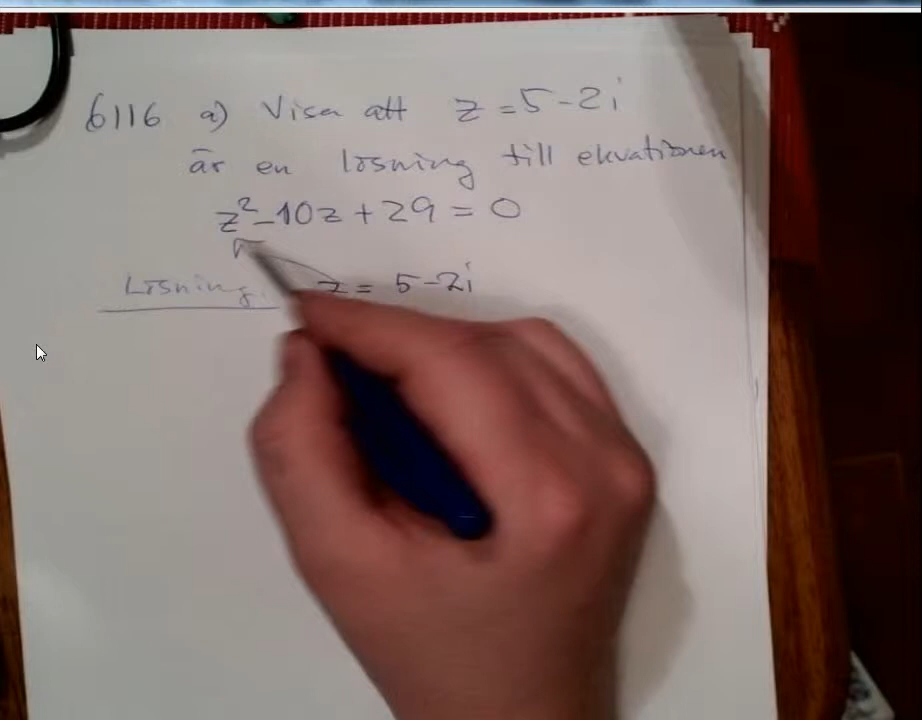 6116 a) Visa att z = 5 - 2i
är en lösning till ekvationen
z² - 10z + 29 = 0
Lösning: z = 5 - 2i